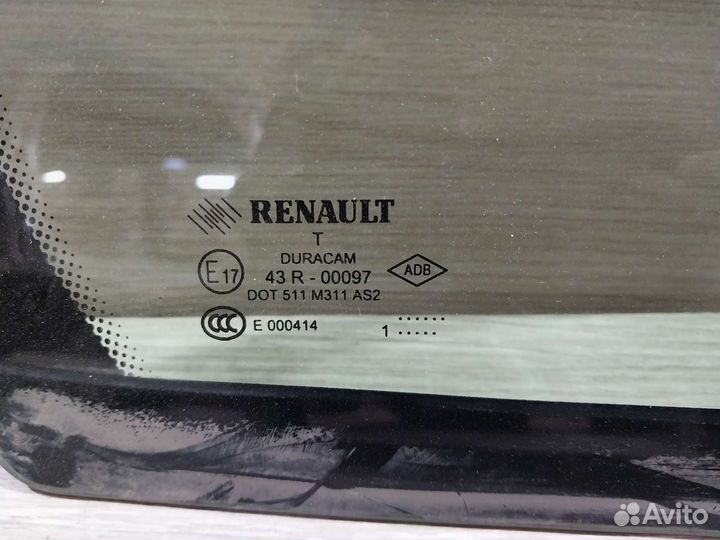 RENAULT
T
DURACAM
E17 43 R - 00097 ADB
DOT 511 M311 AS2
CCC E 000414 1
Avito